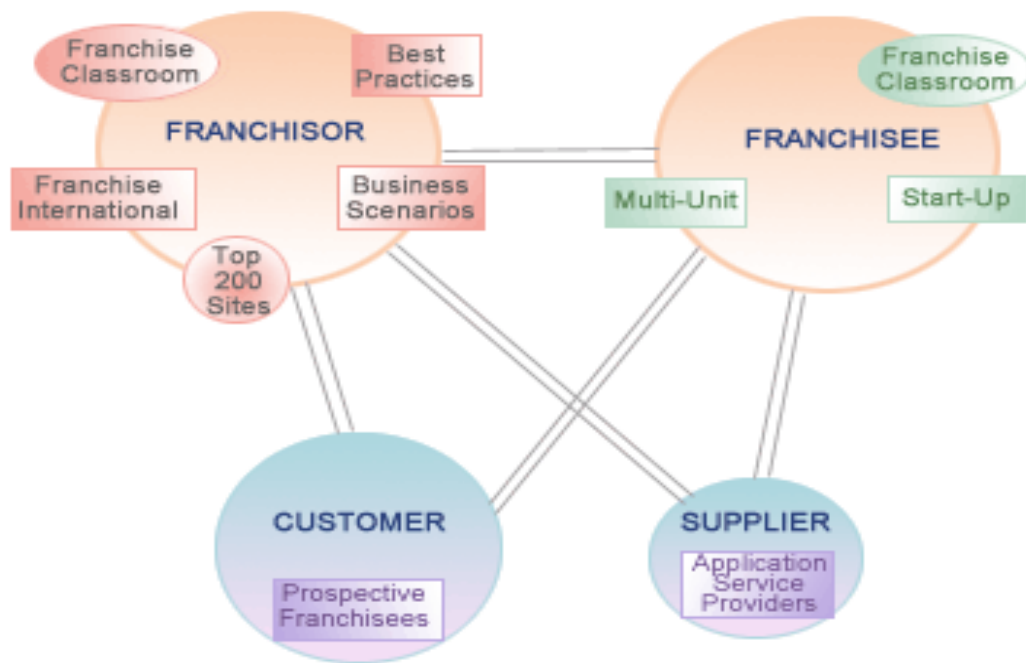 Franchise
Classroom
Best
Practices
FRANCHISOR
Franchise
International
Business
Scenarios
Top
200
Sites
Franchise
Classroom
FRANCHISEE
Multi-Unit
Start-Up
CUSTOMER
Prospective
Franchisees
SUPPLIER
Application
Service
Providers